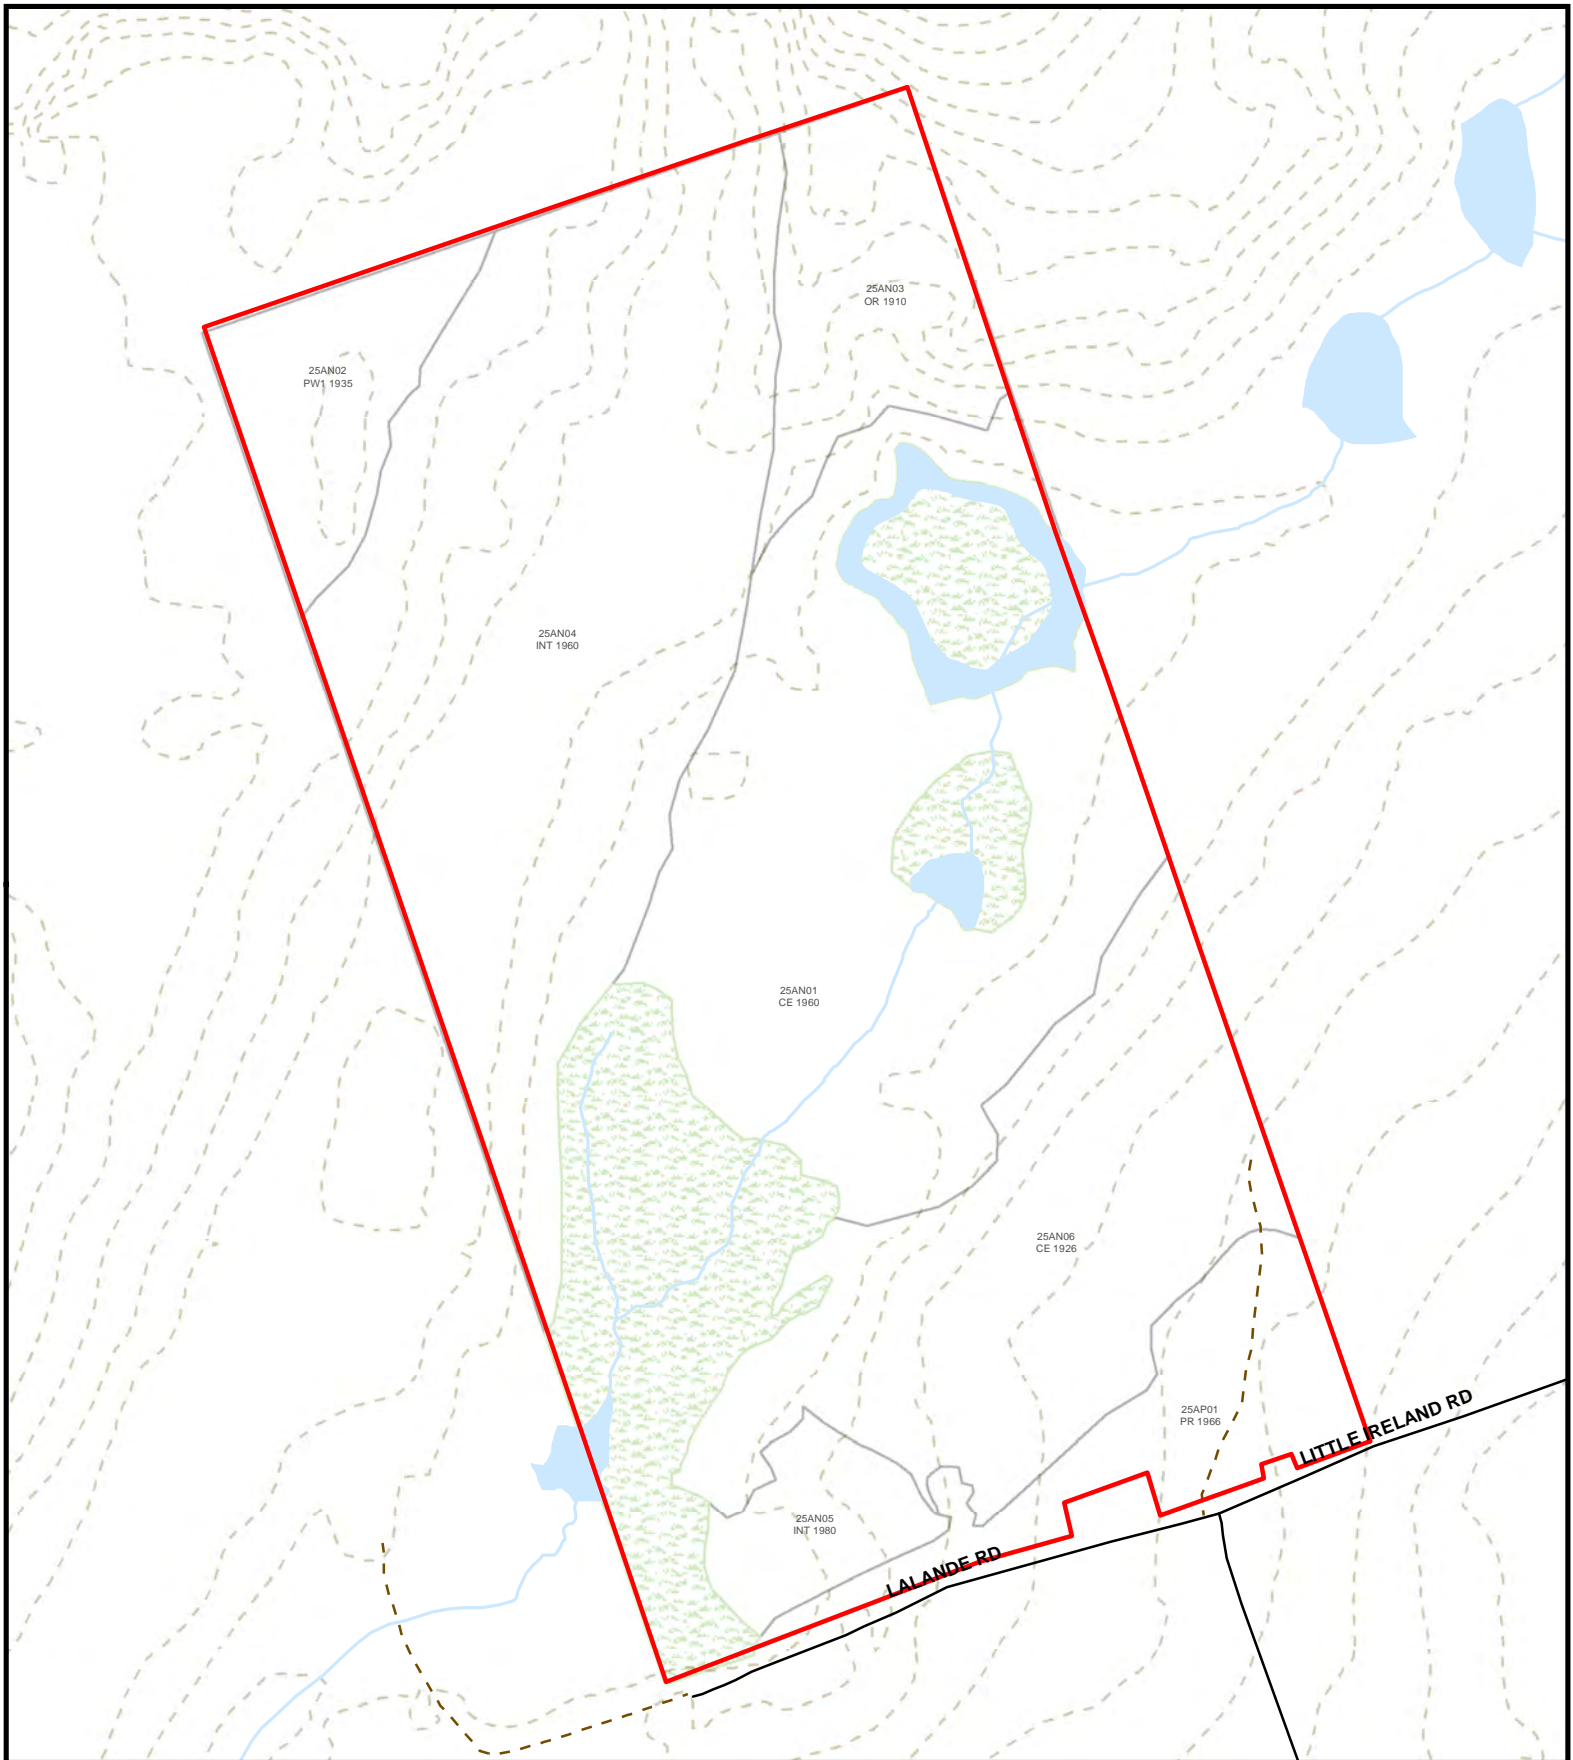 25AN03
OR 1910
25AN02
PW1 1935
25AN04
INT 1960
25AN01
CE 1960
25AN06
CE 1926
25AP01
PR 1966
LITTLE IRELAND RD
25AN05
INT 1980
LALANDE RD